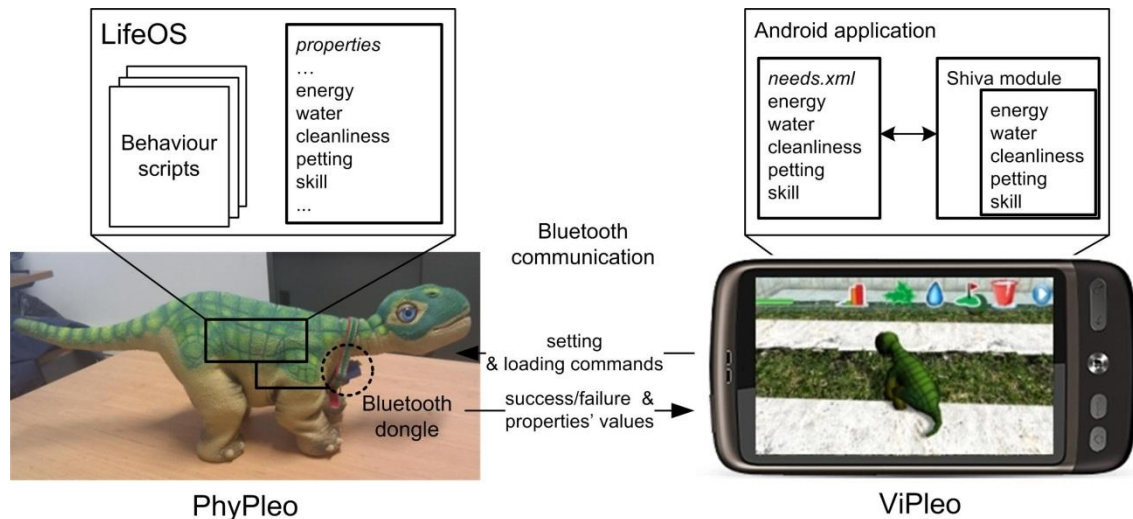 LifeOS
Behaviour
scripts
properties
…
energy
water
cleanliness
petting
skill
...
Android application
needs.xml
energy
water
cleanliness
petting
skill
Shiva module
energy
water
cleanliness
petting
skill
Bluetooth
communication
setting
& loading commands
success/failure &
properties’ values
Bluetooth
dongle
PhyPleo
ViPleo